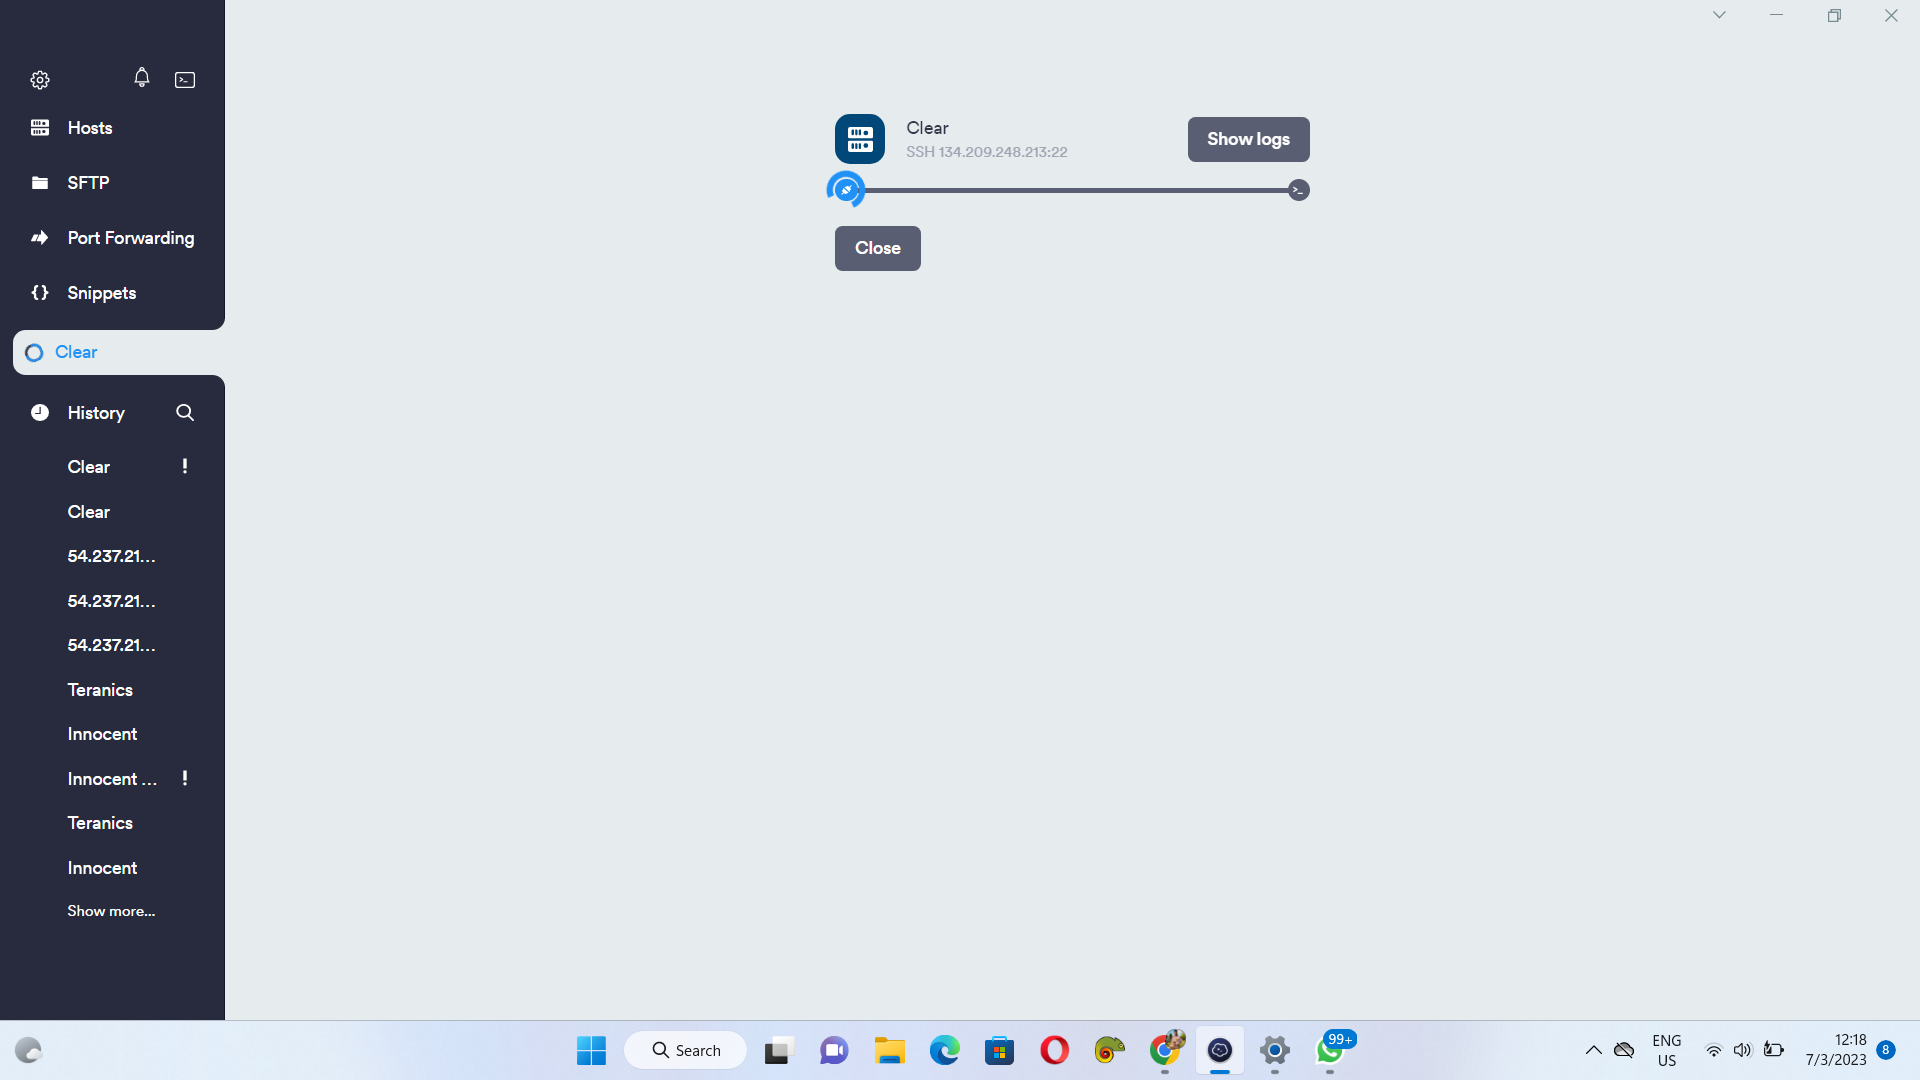 Hosts
SFTP
Port Forwarding
Snippets
Clear
History
Clear !
Clear
54.237.21...
54.237.21...
54.237.21...
Teranics
Innocent
Innocent ... !
Teranics
Innocent
Show more...
Clear
SSH 134.209.248.213:22
Show logs
>_
Close
Search
99+
ENG
US
12:18
7/3/2023
8